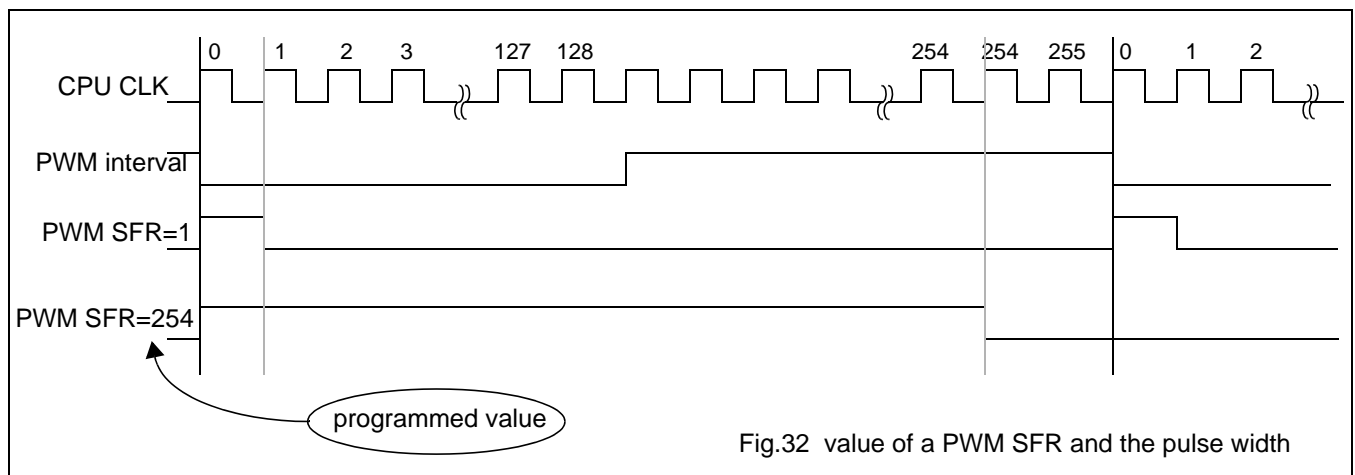 0 1 2 3 127 128 254 254 255 0 1 2
CPU CLK
PWM interval
PWM SFR=1
PWM SFR=254
programmed value
Fig.32 value of a PWM SFR and the pulse width